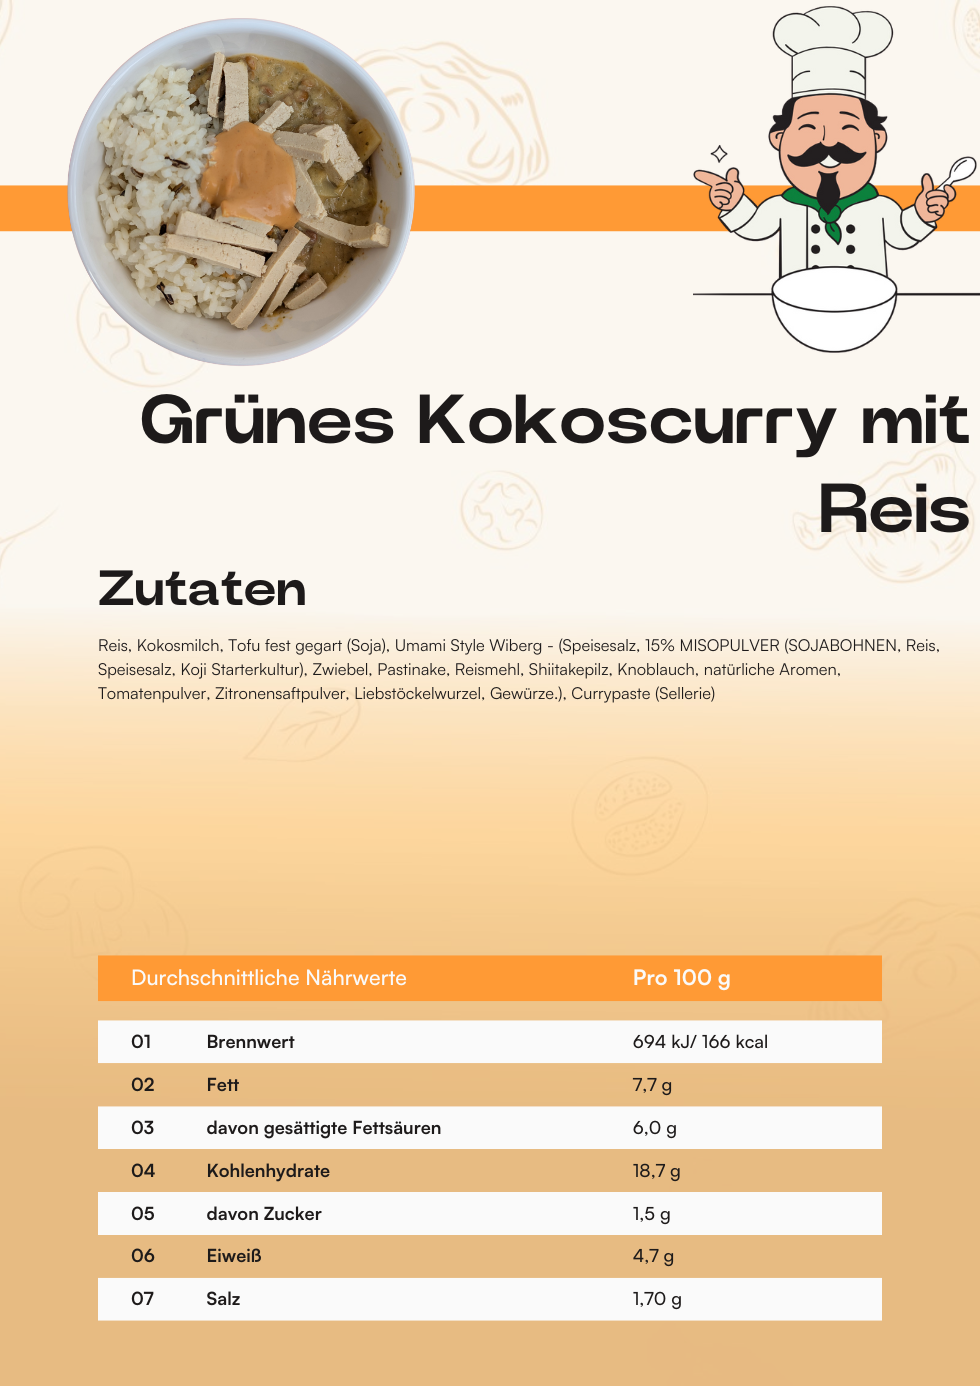 Grünes Kokoscurry mit
Reis
Zutaten
Reis, Kokosmilch, Tofu fest gegart (Soja), Umami Style Wiberg - (Speisesalz, 15% MISOPULVER (SOJABOHNEN, Reis,
Speisesalz, Koji Starterkultur), Zwiebel, Pastinake, Reismehl, Shiitakepilz, Knoblauch, natürliche Aromen,
Tomatenpulver, Zitronensaftpulver, Liebstöckelwurzel, Gewürze.), Currypaste (Sellerie)
Durchschnittliche Nährwerte Pro 100 g
01 Brennwert 694 kJ/ 166 kcal
02 Fett 7,7 g
03 davon gesättigte Fettsäuren 6,0 g
04 Kohlenhydrate 18,7 g
05 davon Zucker 1,5 g
06 Eiweiß 4,7 g
07 Salz 1,70 g